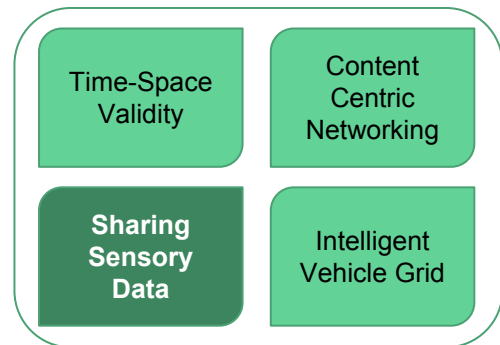 Time-Space
Validity
Content
Centric
Networking
Sharing
Sensory
Data
Intelligent
Vehicle Grid